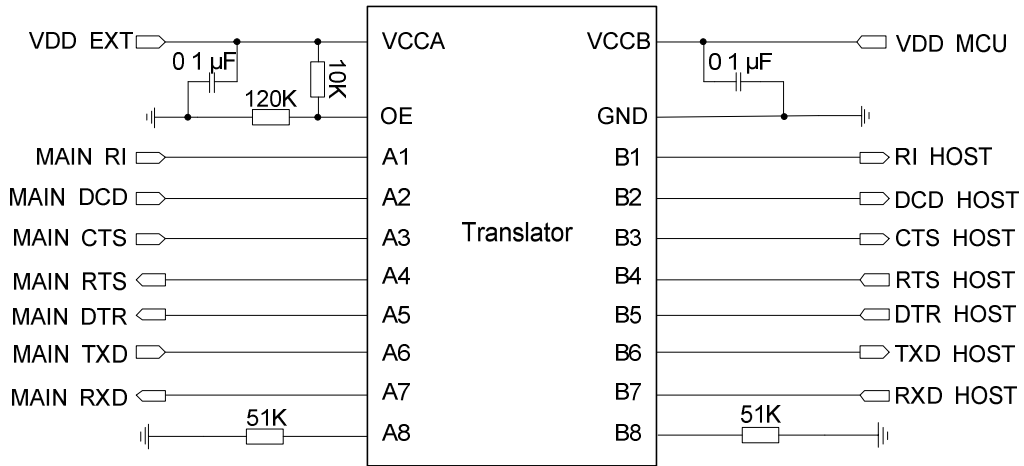 VDD EXT VCCA VCCB VDD MCU
0 1 µF 10K 0 1 µF
120K
OE GND
MAIN RI A1 B1 RI HOST
MAIN DCD A2 B2 DCD HOST
MAIN CTS A3 Translator B3 CTS HOST
MAIN RTS A4 B4 RTS HOST
MAIN DTR A5 B5 DTR HOST
MAIN TXD A6 B6 TXD HOST
MAIN RXD A7 B7 RXD HOST
51K A8 B8 51K